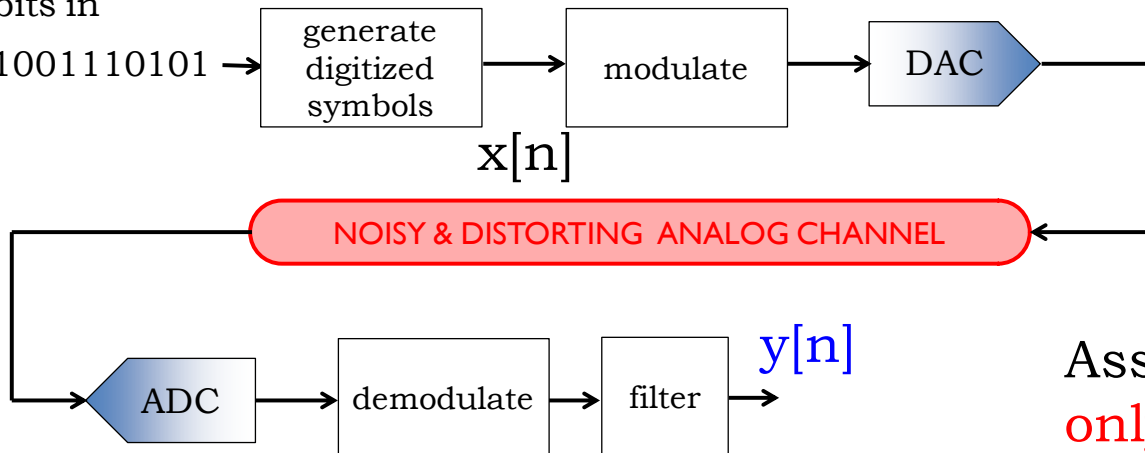 bits in
1001110101
generate
digitized
symbols
modulate
DAC
x[n]
NOISY & DISTORTING ANALOG CHANNEL
ADC
demodulate
filter
y[n]
Ass
onl